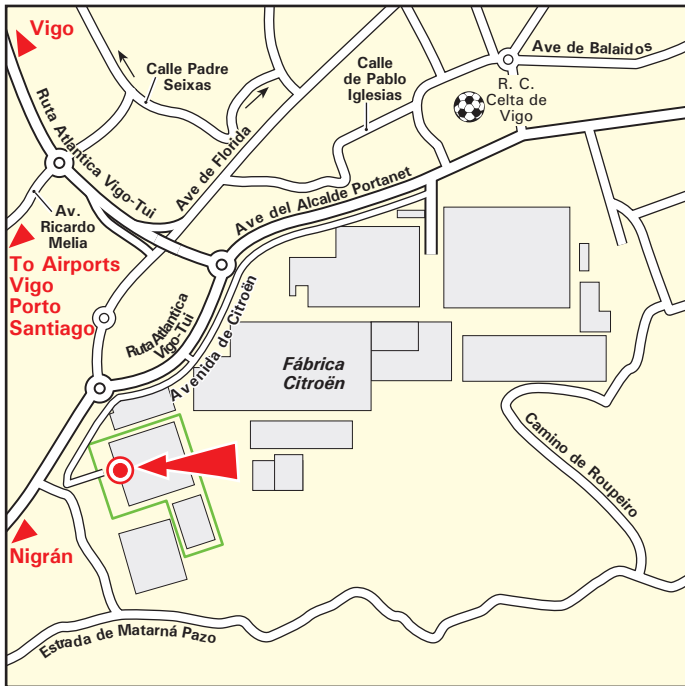 Vigo
Ave de Balaidos
Calle Padre
Seixas
Calle
de Pablo
Iglesias
R. C.
Celta de
Vigo
Ruta Atlantica Vigo-Tui
Ave de Florida
Ave del Alcalde Portanet
Av.
Ricardo
Melia
To Airports
Vigo
Porto
Santiago
Ruta Atlantica
Vigo-Tui
Avenida de Citroën
Fábrica
Citroën
Camino de Roupeiro
Nigrán
Estrada de Matarná Pazo